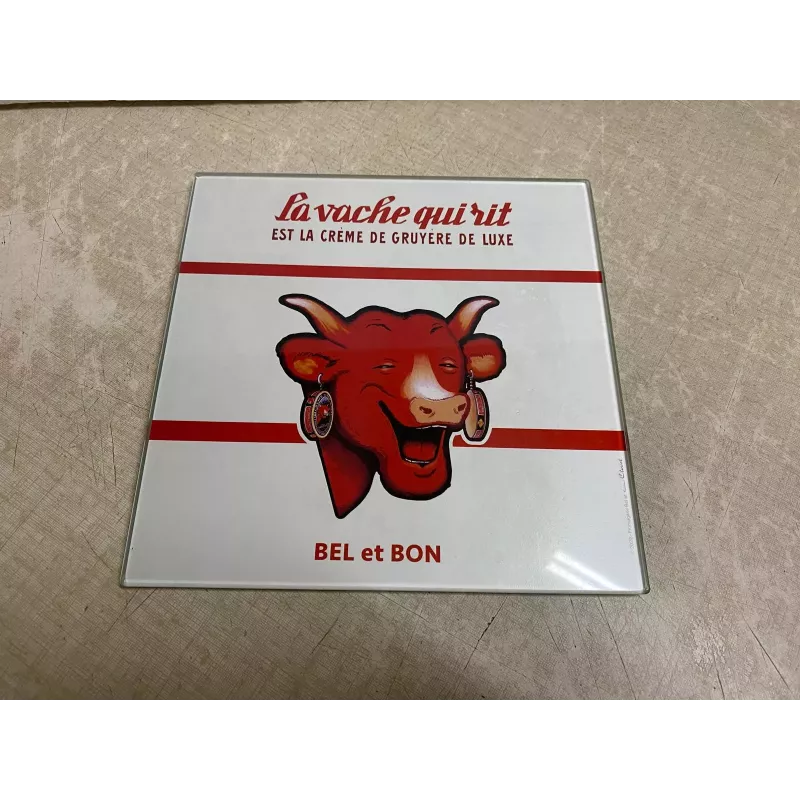 La vache qui rit
EST LA CRÈME DE GRUYÈRE DE LUXE
BEL et BON